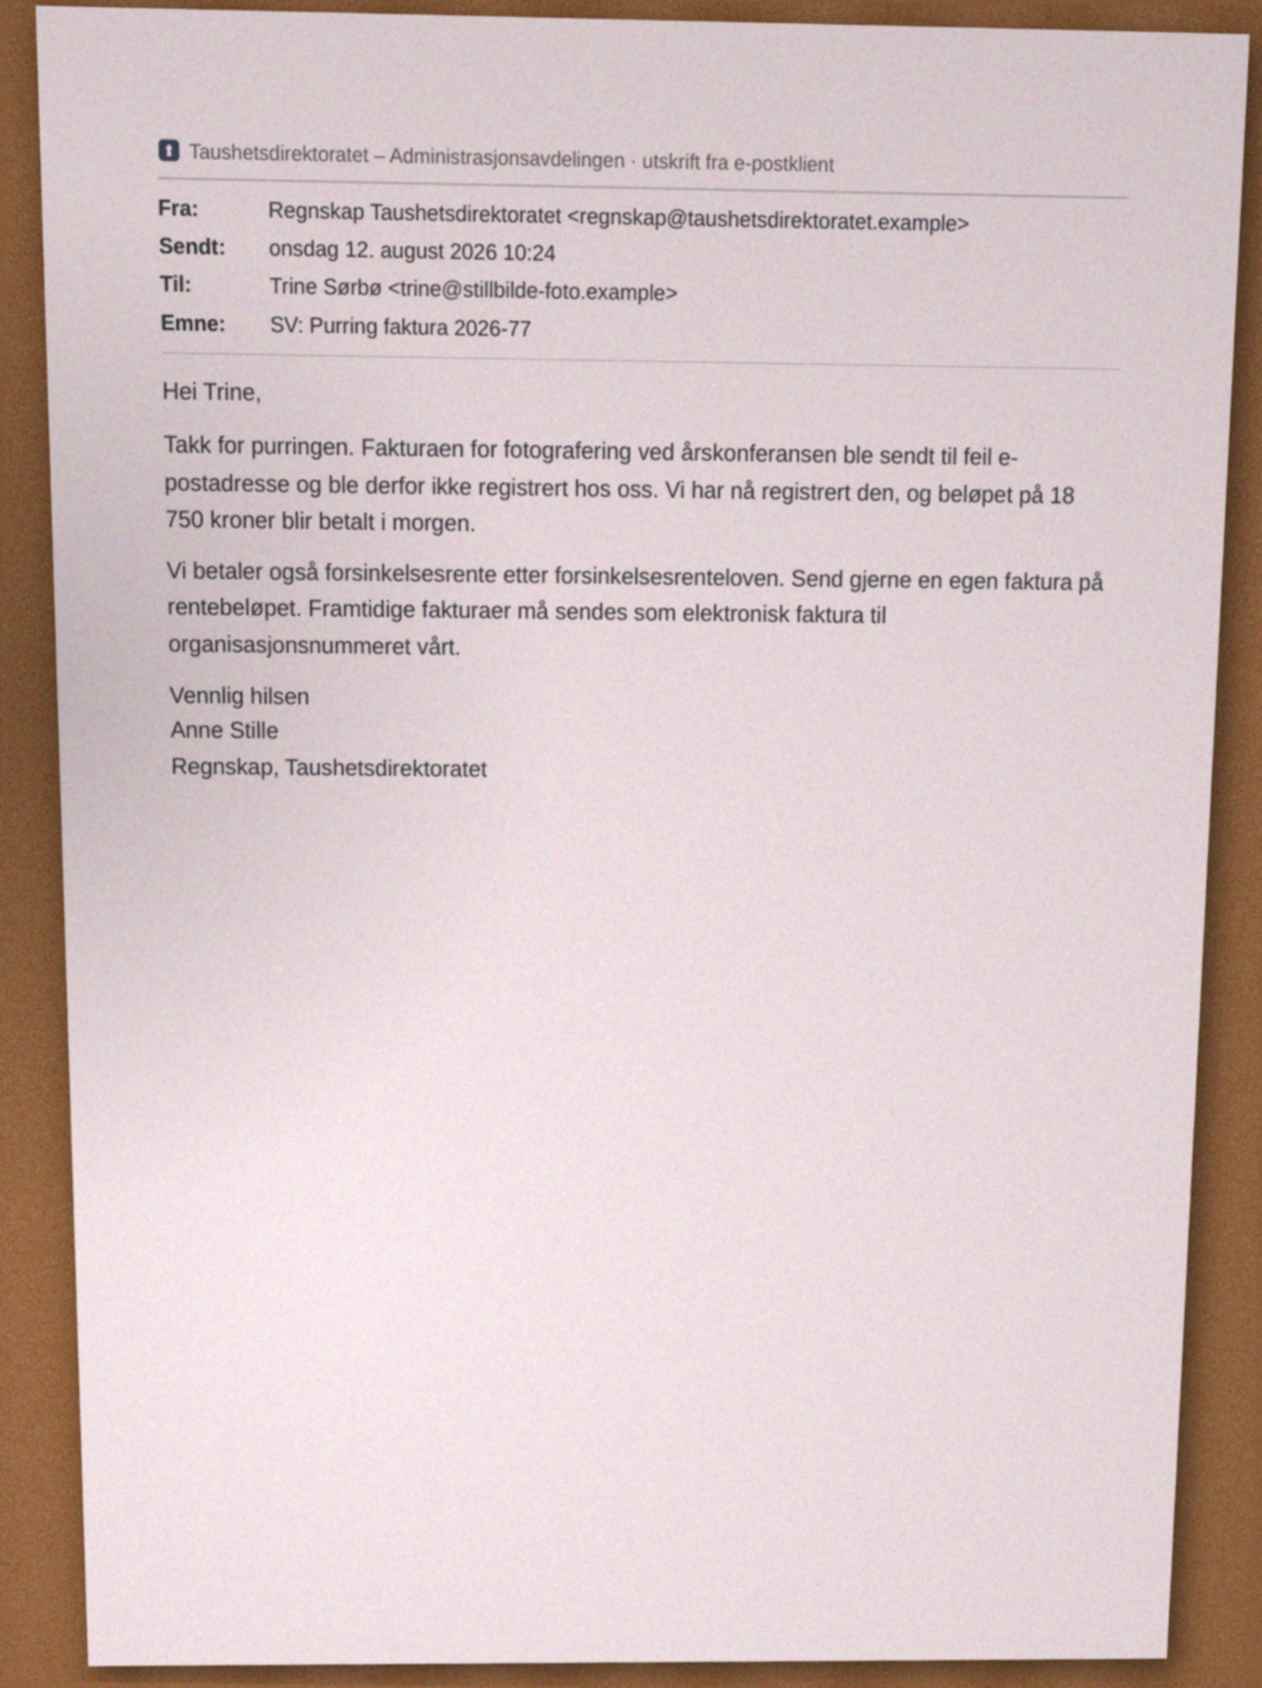 Taushetsdirektoratet – Administrasjonsavdelingen · utskrift fra e-postklient
Fra: Regnskap Taushetsdirektoratet <regnskap@taushetsdirektoratet.example>
Sendt: onsdag 12. august 2026 10:24
Til: Trine Sørbø <trine@stillbilde-foto.example>
Emne: SV: Purring faktura 2026-77
Hei Trine,
Takk for purringen. Fakturaen for fotografering ved årskonferansen ble sendt til feil e-
postadresse og ble derfor ikke registrert hos oss. Vi har nå registrert den, og beløpet på 18
750 kroner blir betalt i morgen.
Vi betaler også forsinkelsesrente etter forsinkelsesrenteloven. Send gjerne en egen faktura på
rentebeløpet. Framtidige fakturaer må sendes som elektronisk faktura til
organisasjonsnummeret vårt.
Vennlig hilsen
Anne Stille
Regnskap, Taushetsdirektoratet